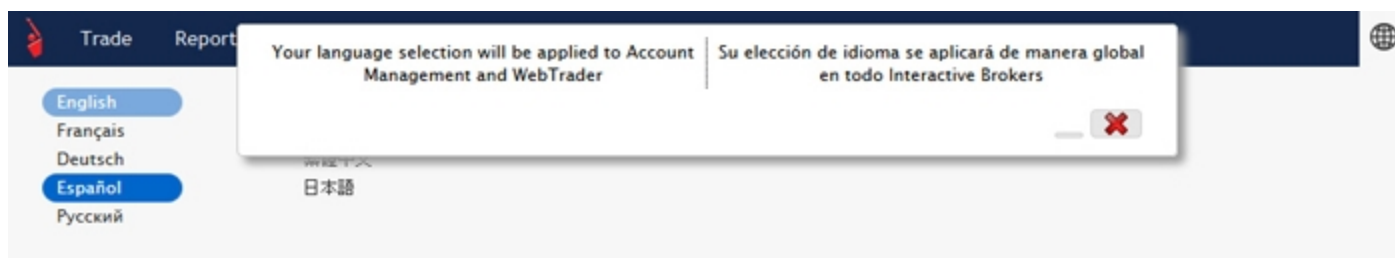 Trade Report
Your language selection will be applied to Account
Management and WebTrader
Su elección de idioma se aplicará de manera global
en todo Interactive Brokers
English
Français
Deutsch
Español
日本語
Русский